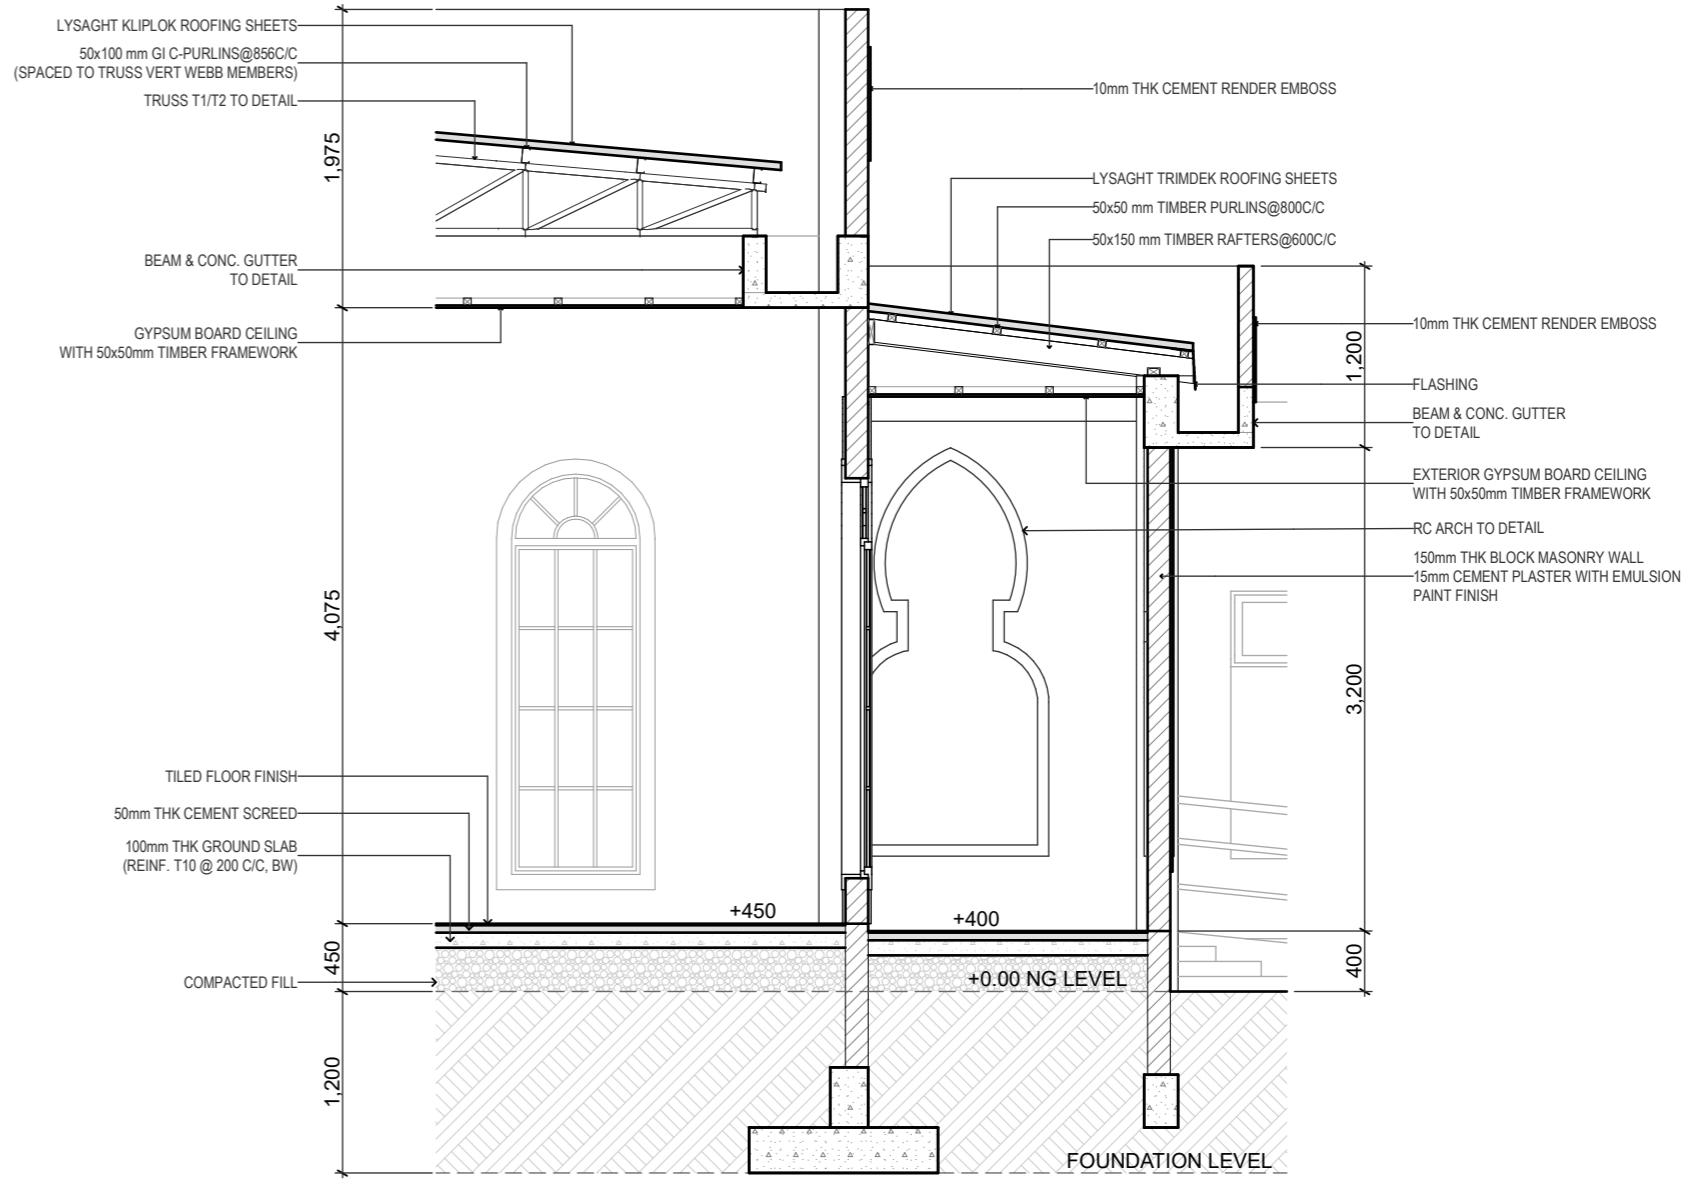 LYSAGHT KLIPLOK ROOFING SHEETS
50x100 mm GI C-PURLINS@856C/C
(SPACED TO TRUSS VERT WEBB MEMBERS)
TRUSS T1/T2 TO DETAIL
1,975
BEAM & CONC. GUTTER
TO DETAIL
GYPSUM BOARD CEILING
WITH 50x50mm TIMBER FRAMEWORK
4,075
TILED FLOOR FINISH
50mm THK CEMENT SCREED
100mm THK GROUND SLAB
(REINF. T10 @ 200 C/C, BW)
450
COMPACTED FILL
1,200
+450
+400
+0.00 NG LEVEL
FOUNDATION LEVEL
10mm THK CEMENT RENDER EMBOSS
LYSAGHT TRIMDEK ROOFING SHEETS
50x50 mm TIMBER PURLINS@800C/C
50x150 mm TIMBER RAFTERS@600C/C
1,200
10mm THK CEMENT RENDER EMBOSS
FLASHING
BEAM & CONC. GUTTER
TO DETAIL
EXTERIOR GYPSUM BOARD CEILING
WITH 50x50mm TIMBER FRAMEWORK
RC ARCH TO DETAIL
150mm THK BLOCK MASONRY WALL
15mm CEMENT PLASTER WITH EMULSION
PAINT FINISH
3,200
400